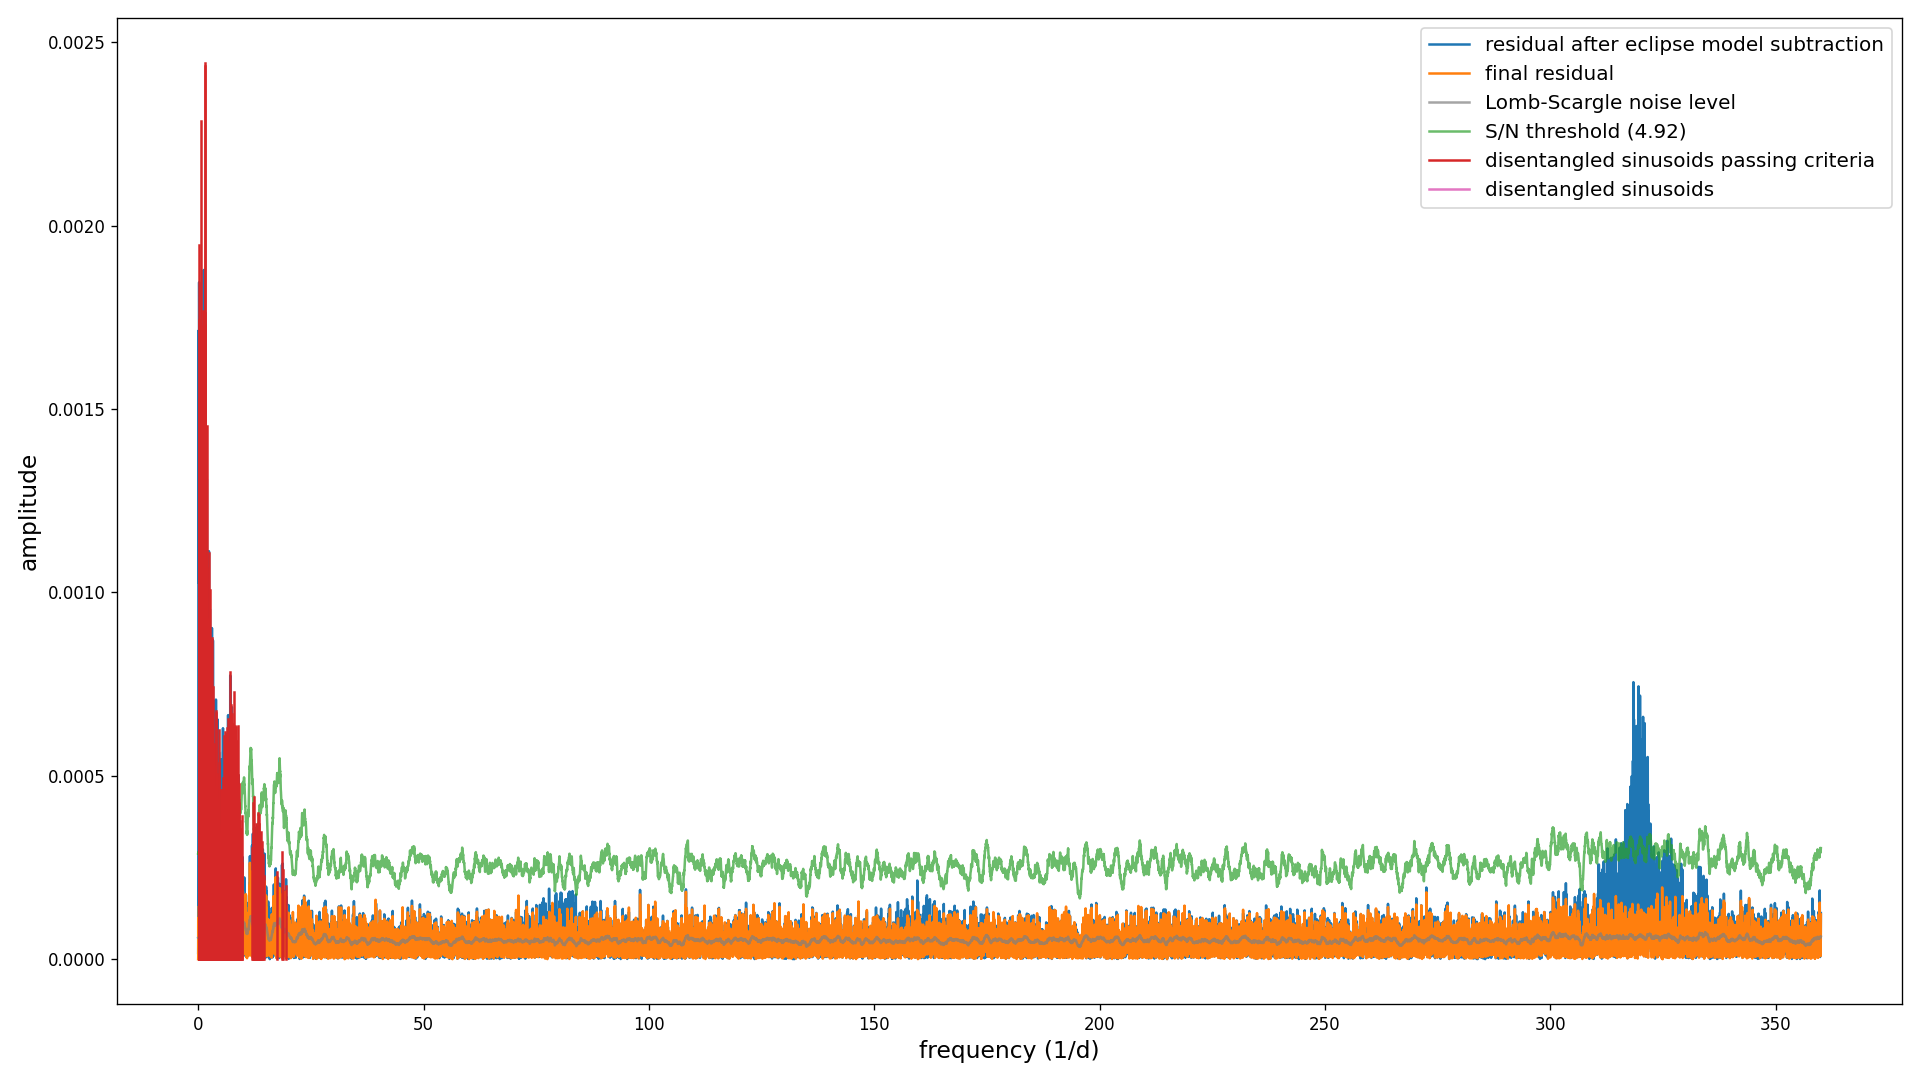 0.0025
0.0020
0.0015
0.0010
0.0005
0.0000
amplitude
residual after eclipse model subtraction
final residual
Lomb-Scargle noise level
S/N threshold (4.92)
disentangled sinusoids passing criteria
disentangled sinusoids
0 50 100 150 200 250 300 350
frequency (1/d)